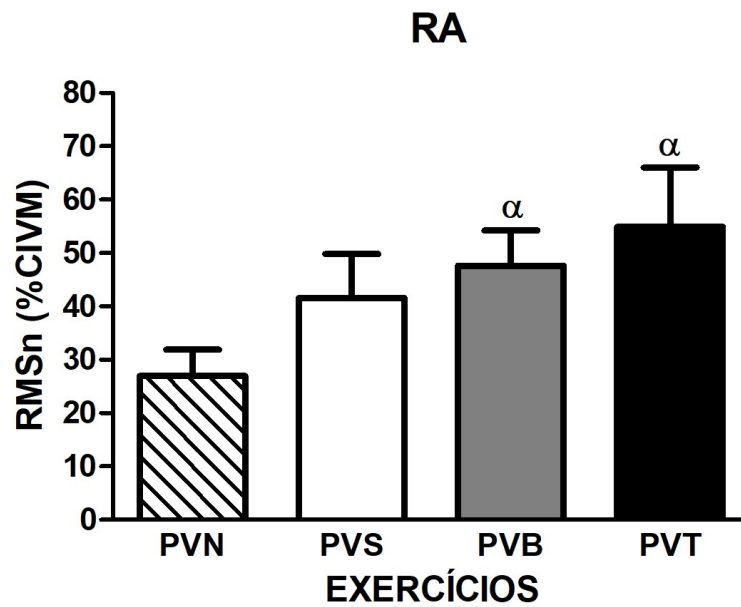 RA
RMSn (%CIVM)
80
70
60
50
40
30
20
10
0
α
α
PVN PVS PVB PVT
EXERCÍCIOS